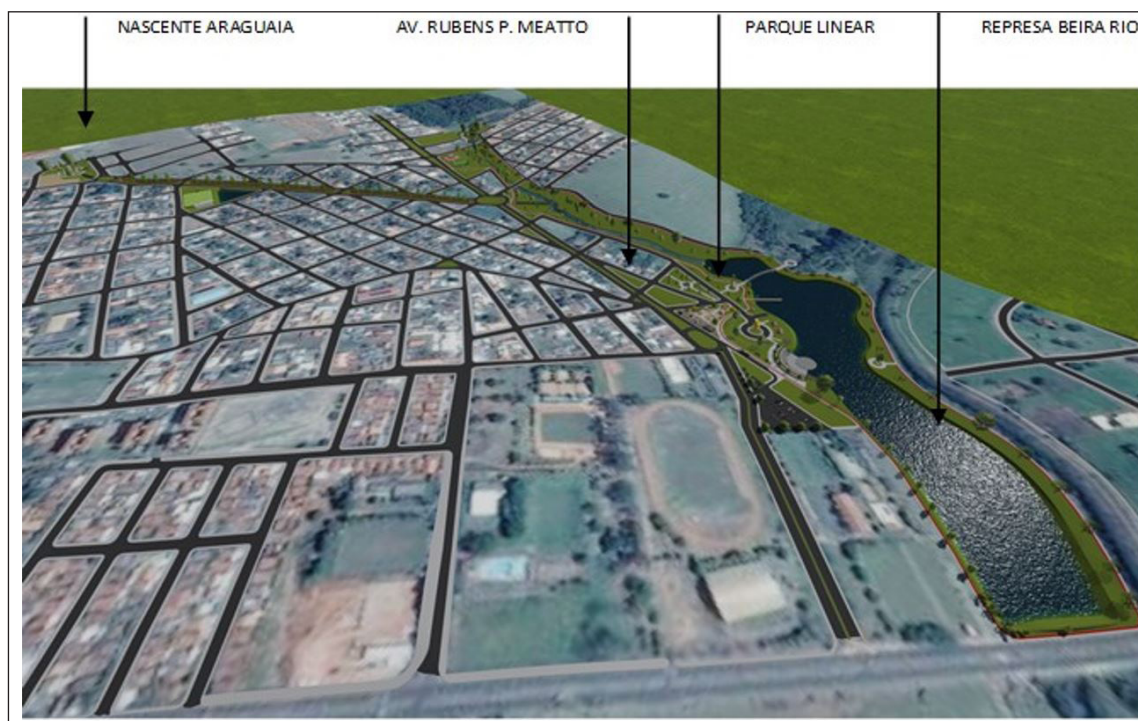 NASCENTE ARAGUAIA
AV. RUBENS P. MEATTO
PARQUE LINEAR
REPRESA BEIRA RIO